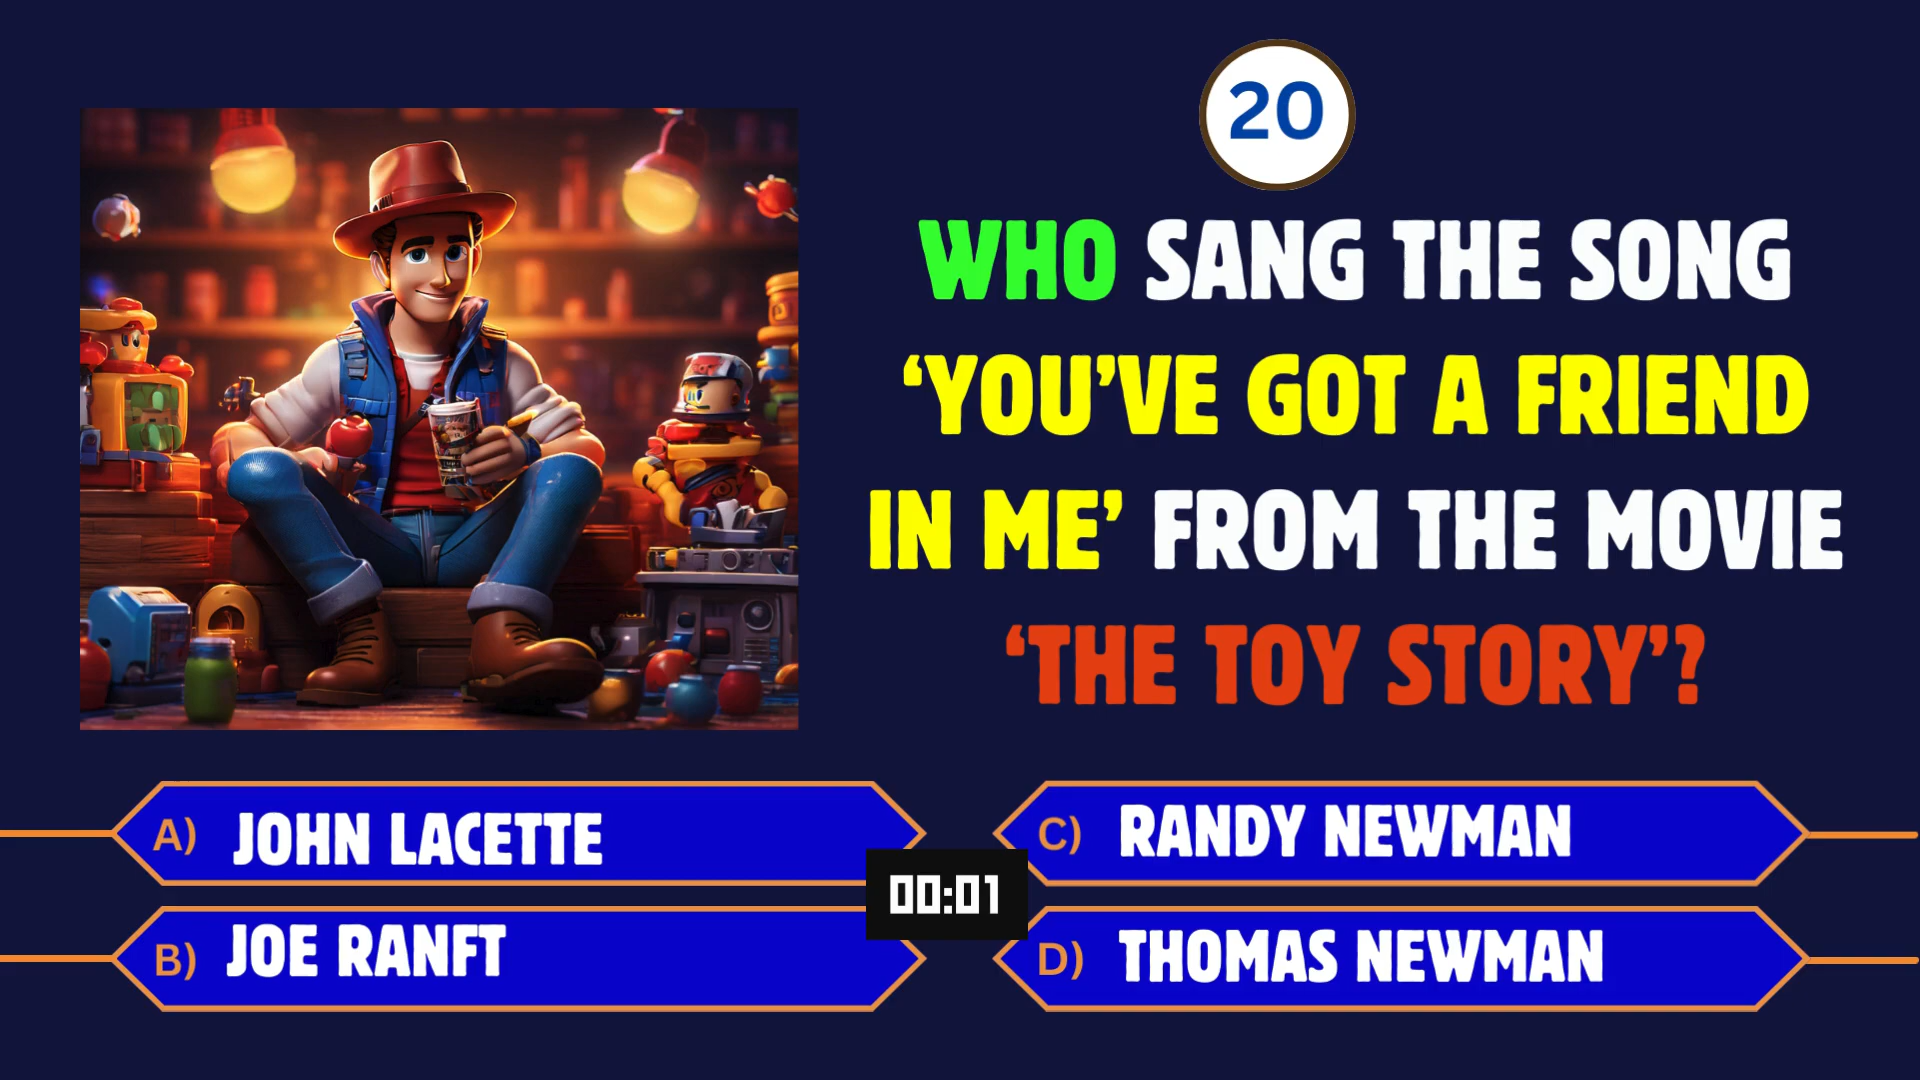 20
WHO SANG THE SONG
‘YOU’VE GOT A FRIEND
IN ME’ FROM THE MOVIE
‘THE TOY STORY’?
A) JOHN LACETTE
B) JOE RANFT
C) RANDY NEWMAN
D) THOMAS NEWMAN
00:01